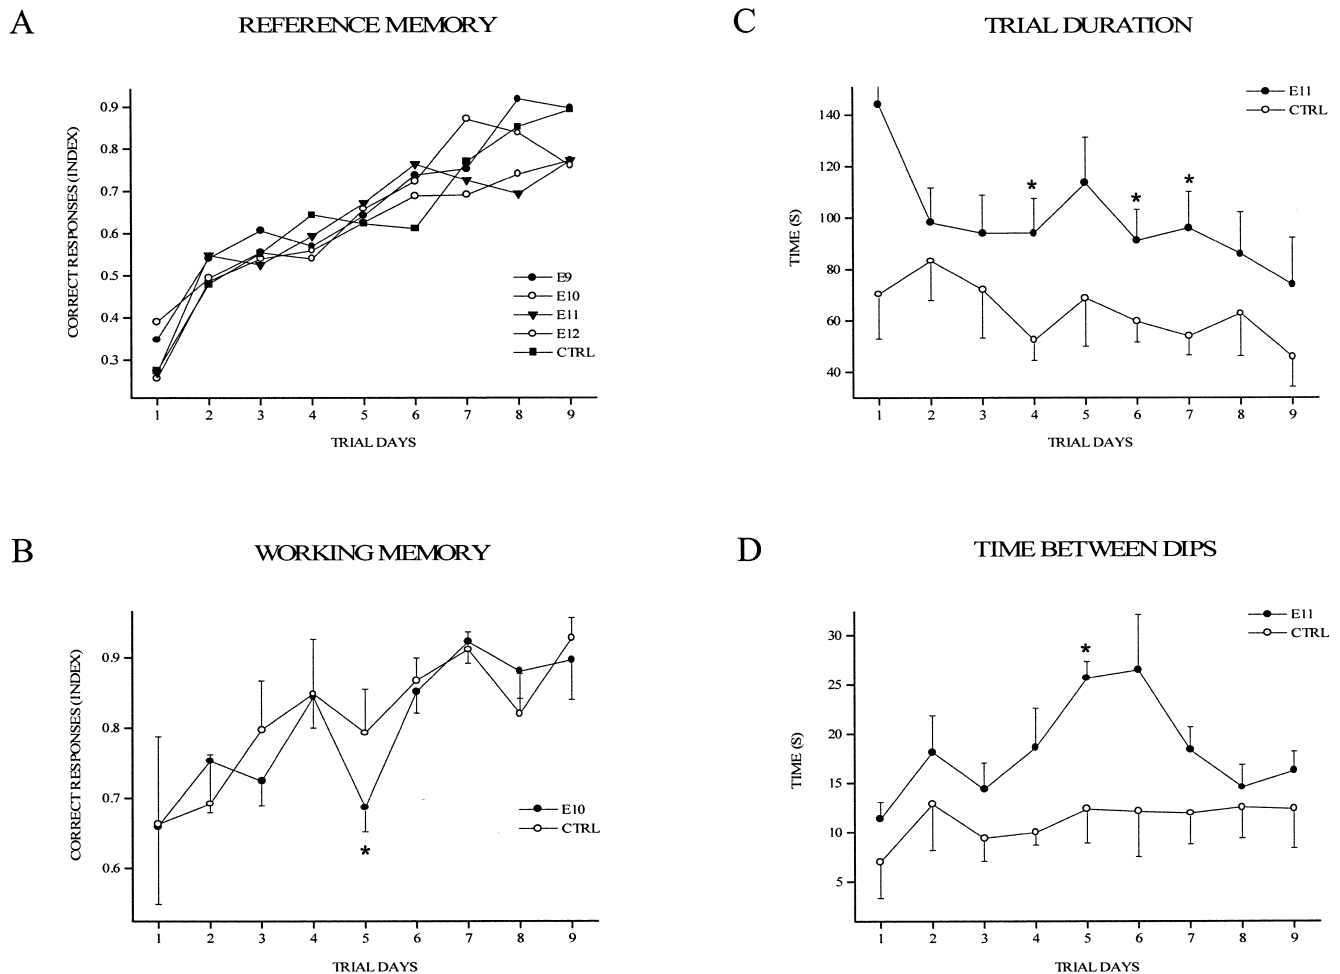 A
REFERENCE MEMORY
CORRECT RESPONSES (INDEX)
0.9
0.8
0.7
0.6
0.5
0.4
0.3
E9
E10
E11
E12
CTRL
1 2 3 4 5 6 7 8 9
TRIAL DAYS
B
WORKING MEMORY
CORRECT RESPONSES (INDEX)
0.9
0.8
0.7
0.6
*
E10
CTRL
1 2 3 4 5 6 7 8 9
TRIAL DAYS
C
TRIAL DURATION
TIME (S)
140
120
100
80
60
40
* * *
E11
CTRL
1 2 3 4 5 6 7 8 9
TRIAL DAYS
D
TIME BETWEEN DIPS
TIME (S)
30
25
20
15
10
5
*
E11
CTRL
1 2 3 4 5 6 7 8 9
TRIAL DAYS